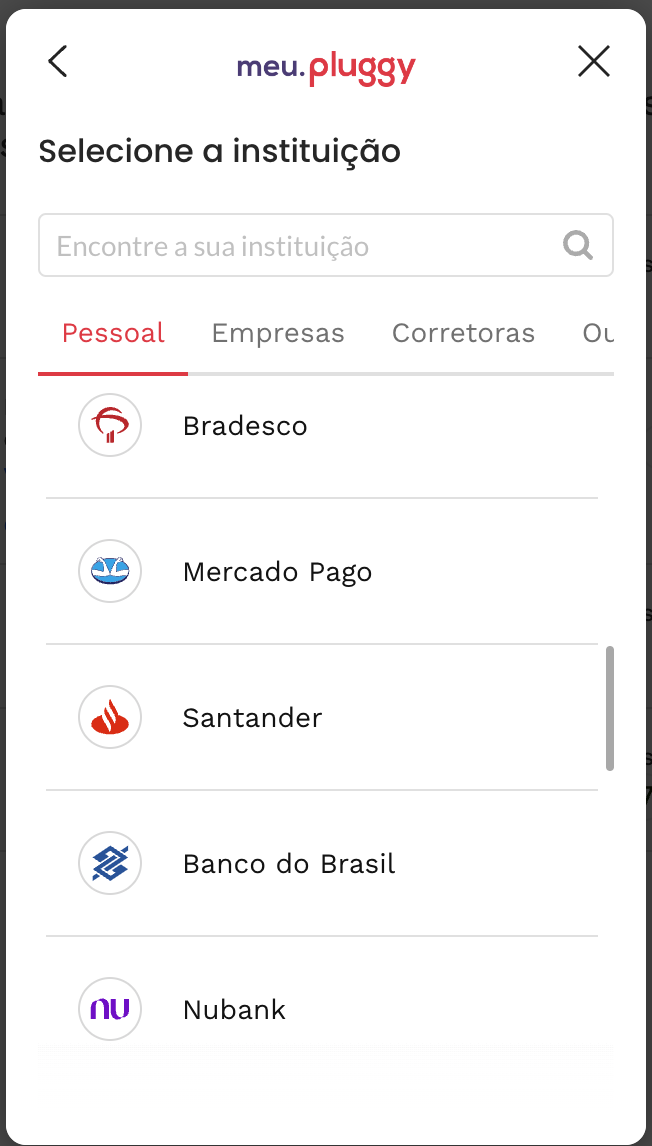 meu.pluggy
Selecione a instituição
Encontre a sua instituição
Pessoal Empresas Corretoras Ou
Bradesco
Mercado Pago
Santander
Banco do Brasil
nu Nubank